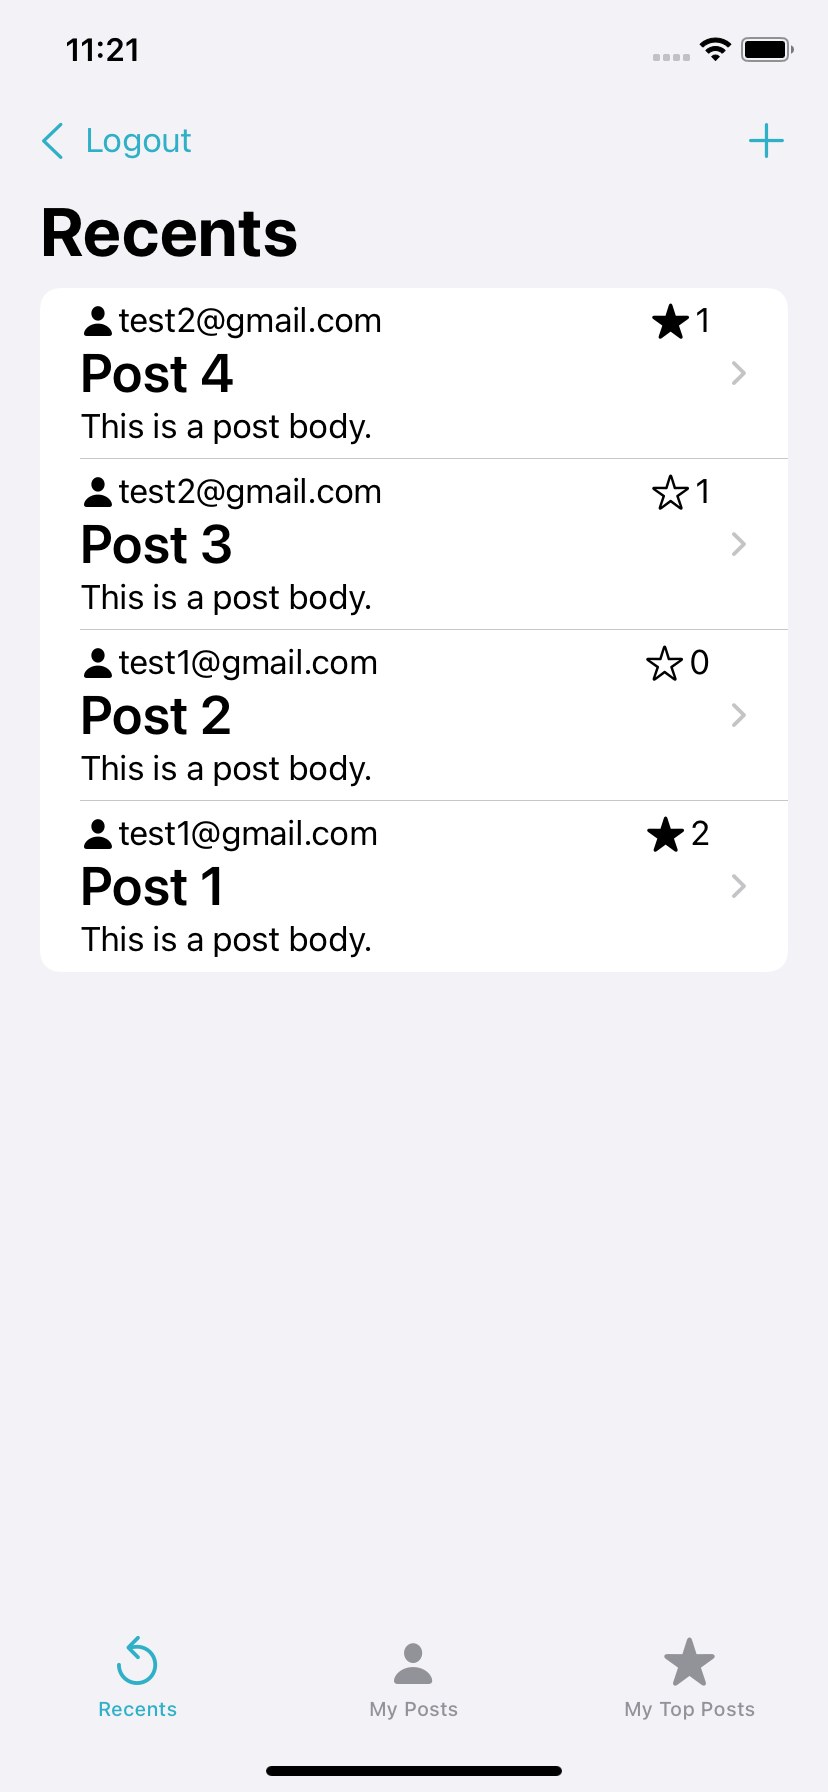 11:21
Logout
Recents
test2@gmail.com 1
Post 4
This is a post body.
test2@gmail.com 1
Post 3
This is a post body.
test1@gmail.com 0
Post 2
This is a post body.
test1@gmail.com 2
Post 1
This is a post body.
Recents My Posts My Top Posts